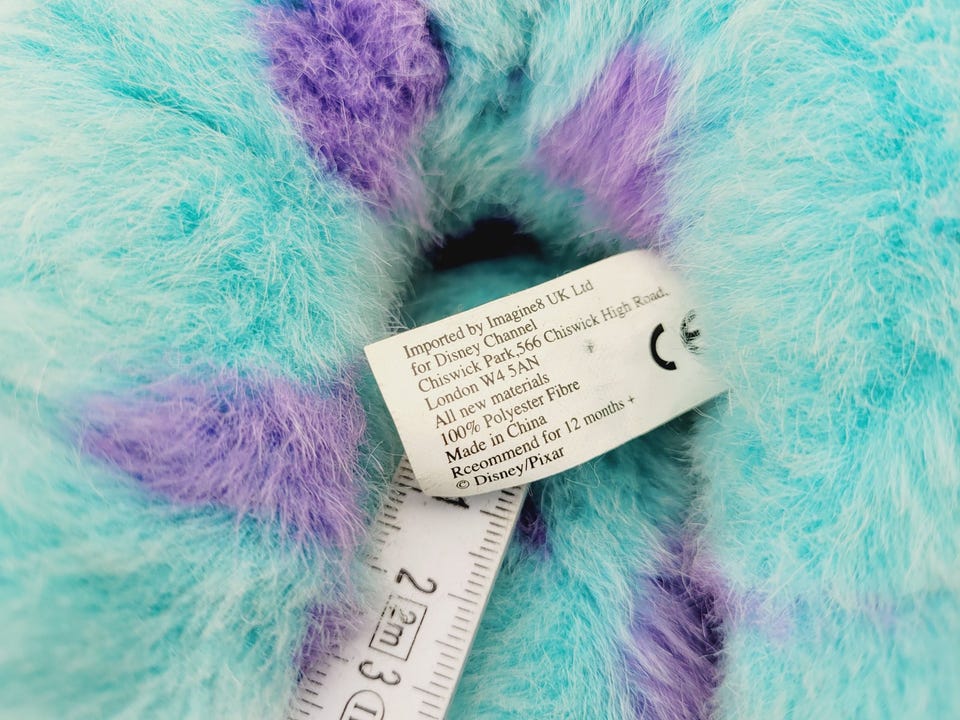 Imported by Imagine8 UK Ltd
for Disney Channel
Chiswick Park,566 Chiswick High Road,
London W4 5AN
All new materials
100% Polyester Fibre
Made in China
Rceommend for 12 months +
© Disney/Pixar
CE
2
2m
3